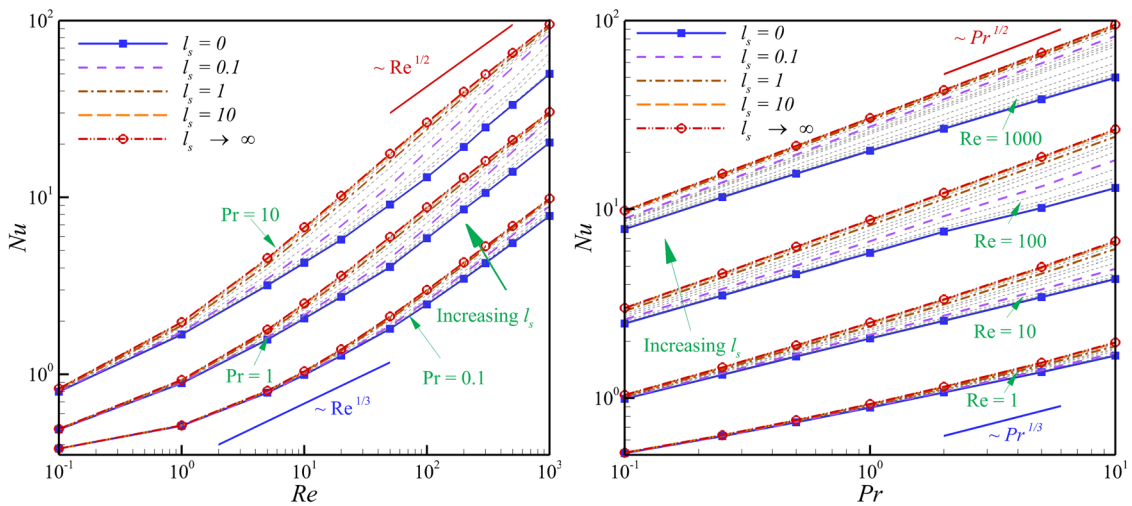 10²
10¹
10⁰
Nu
l_s = 0
l_s = 0.1
l_s = 1
l_s = 10
l_s → ∞
~ Re 1/2
Pr = 10
Increasing l_s
Pr = 1
Pr = 0.1
~ Re 1/3
10⁻¹
10⁰
10¹
10²
10³
Re
10²
10¹
10⁰
Nu
l_s = 0
l_s = 0.1
l_s = 1
l_s = 10
l_s → ∞
~ Pr 1/2
Re = 1000
Re = 100
Increasing l_s
Re = 10
Re = 1
~ Pr 1/3
10⁻¹
10⁰
10¹
Pr